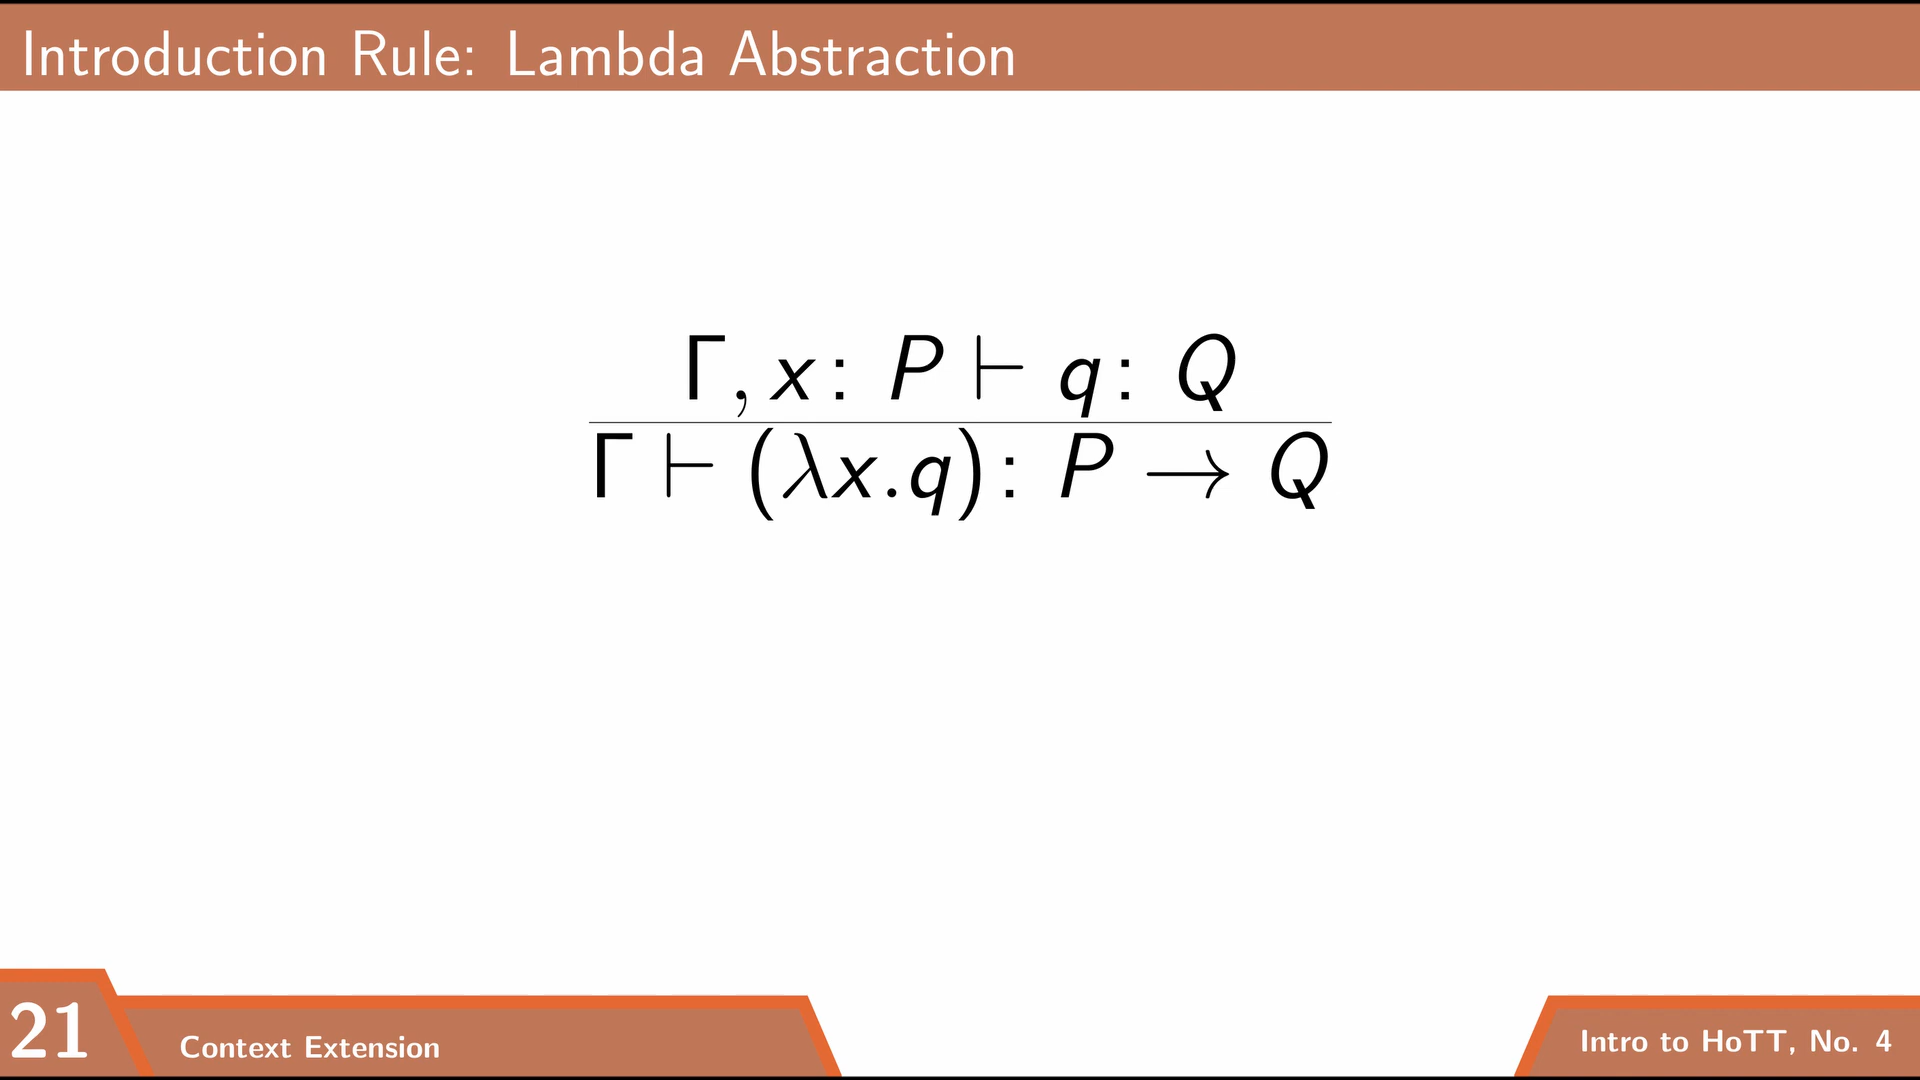 Introduction Rule: Lambda Abstraction
Γ, x : P ⊢ q : Q
Γ ⊢ (λx.q) : P → Q
21
Context Extension
Intro to HoTT, No. 4